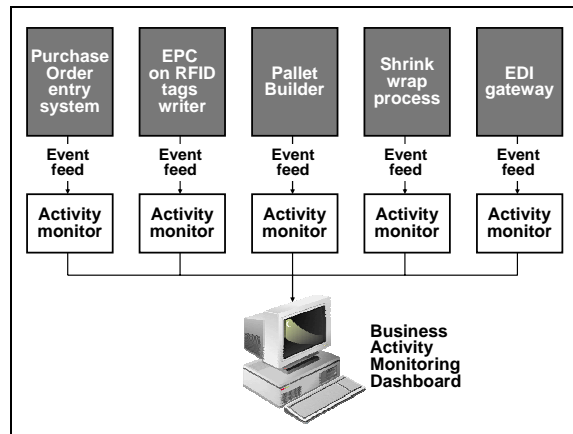 Purchase
Order
entry
system
EPC
on RFID
tags
writer
Pallet
Builder
Shrink
wrap
process
EDI
gateway
Event
feed
Event
feed
Event
feed
Event
feed
Event
feed
Activity
monitor
Activity
monitor
Activity
monitor
Activity
monitor
Activity
monitor
Business
Activity
Monitoring
Dashboard